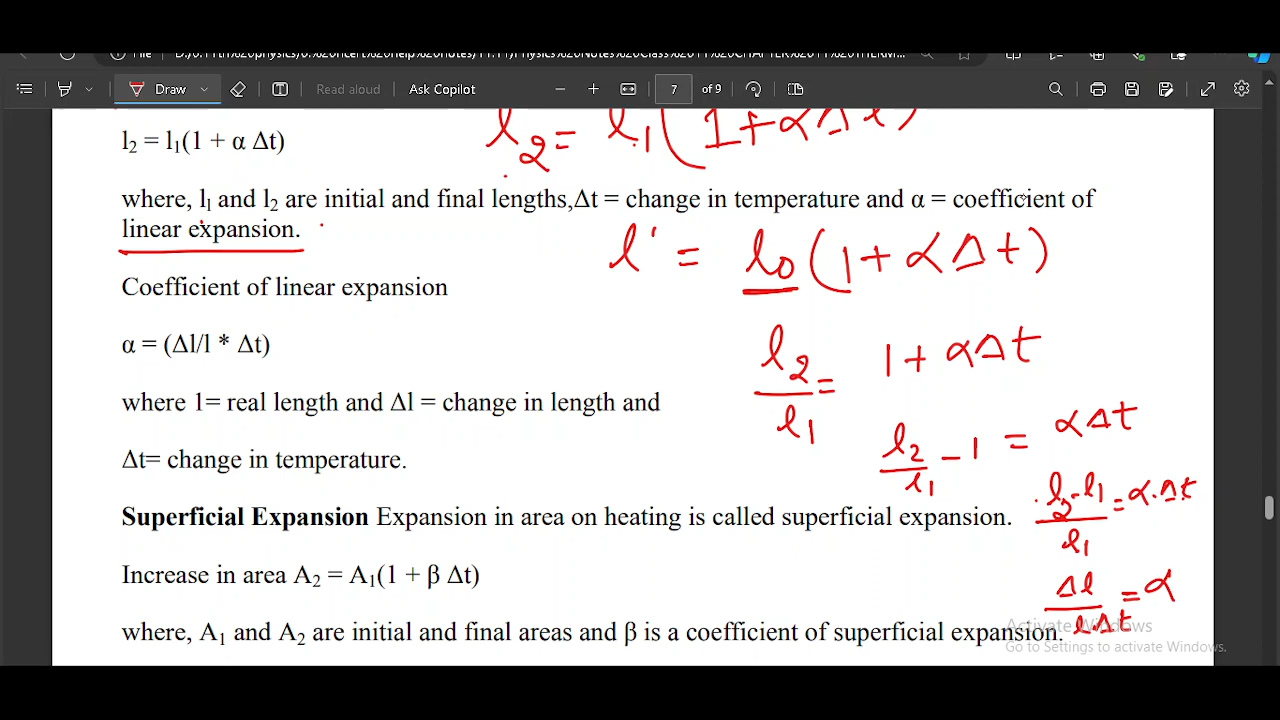 Draw
Read aloud
Ask Copilot
7
of 9
l₂ = l₁(1 + α Δt)
l₂ = l₁(1+αΔt)
where, l₁ and l₂ are initial and final lengths,Δt = change in temperature and α = coefficient of
linear expansion.
l' = l₀(1+αΔt)
Coefficient of linear expansion
α = (Δl/l * Δt)
l₂/l₁ = 1+αΔt
where 1= real length and Δl = change in length and
l₂/l₁ - 1 = αΔt
Δt= change in temperature.
l₂-l₁/l₁ = α.Δt
Superficial Expansion Expansion in area on heating is called superficial expansion.
Increase in area A₂ = A₁(1 + β Δt)
Δl/lΔt = α
where, A₁ and A₂ are initial and final areas and β is a coefficient of superficial expansion.
Activate Windows
Go to Settings to activate Windows.